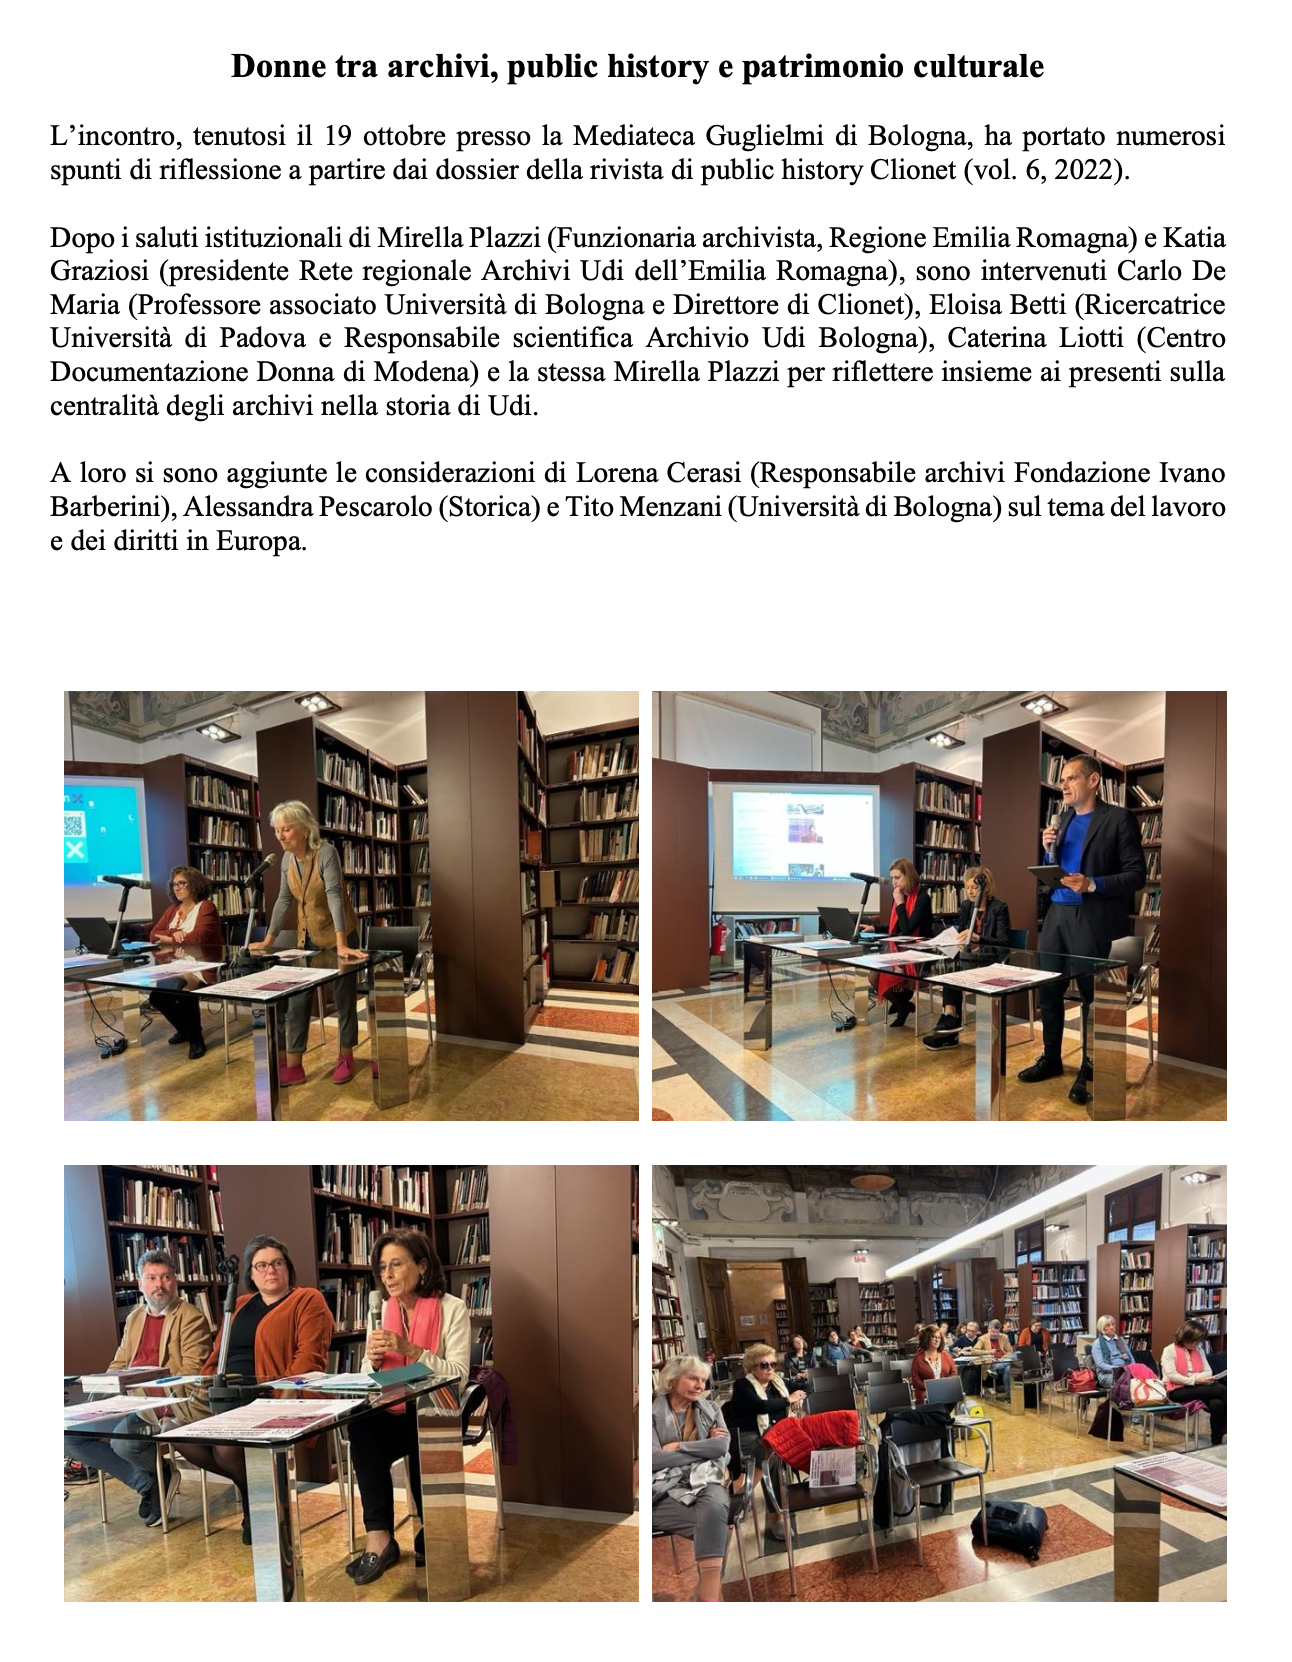 Donne tra archivi, public history e patrimonio culturale
L’incontro, tenutosi il 19 ottobre presso la Mediateca Guglielmi di Bologna, ha portato numerosi
spunti di riflessione a partire dai dossier della rivista di public history Clionet (vol. 6, 2022).
Dopo i saluti istituzionali di Mirella Plazzi (Funzionaria archivista, Regione Emilia Romagna) e Katia
Graziosi (presidente Rete regionale Archivi Udi dell’Emilia Romagna), sono intervenuti Carlo De
Maria (Professore associato Università di Bologna e Direttore di Clionet), Eloisa Betti (Ricercatrice
Università di Padova e Responsabile scientifica Archivio Udi Bologna), Caterina Liotti (Centro
Documentazione Donna di Modena) e la stessa Mirella Plazzi per riflettere insieme ai presenti sulla
centralità degli archivi nella storia di Udi.
A loro si sono aggiunte le considerazioni di Lorena Cerasi (Responsabile archivi Fondazione Ivano
Barberini), Alessandra Pescarolo (Storica) e Tito Menzani (Università di Bologna) sul tema del lavoro
e dei diritti in Europa.